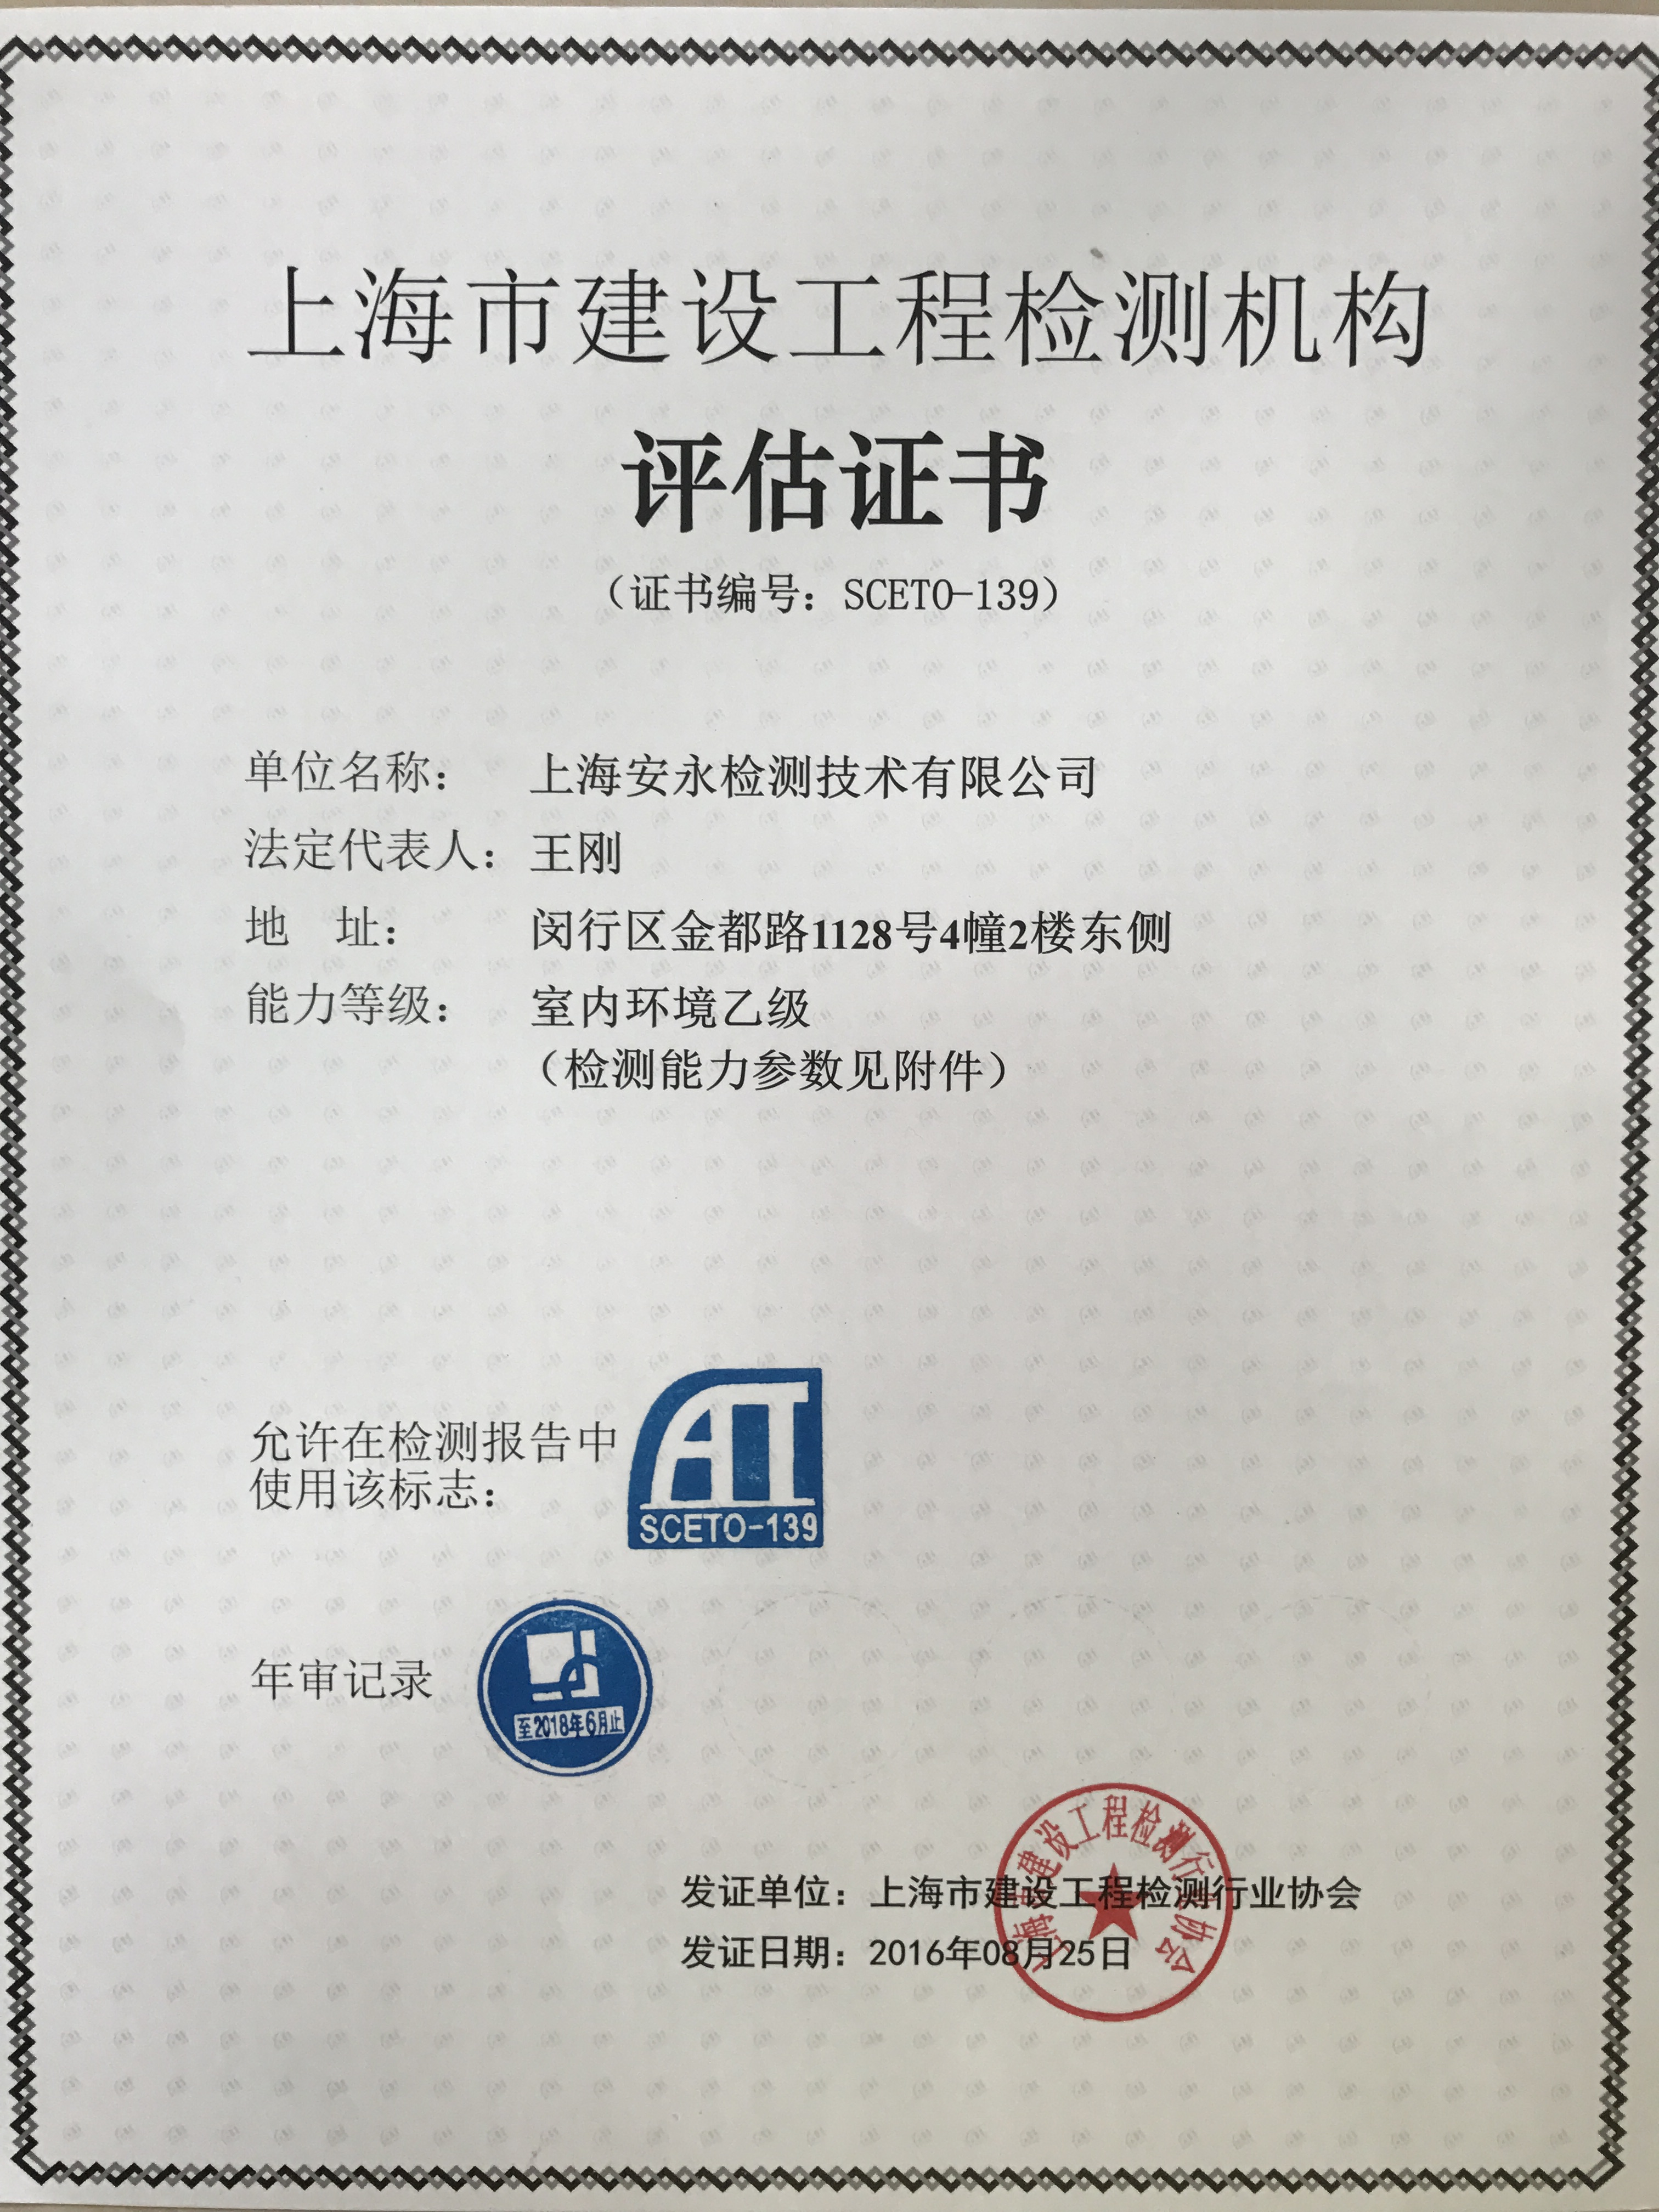 上海市建设工程检测机构
评估证书
（证书编号：SCETO-139）
单位名称： 上海安永检测技术有限公司
法定代表人： 王刚
地 址： 闵行区金都路1128号4幢2楼东侧
能力等级： 室内环境乙级
（检测能力参数见附件）
允许在检测报告中
使用该标志：
AT
SCETO-139
年审记录
至2018年6月止
发证单位：上海市建设工程检测行业协会
发证日期：2016年08月25日
上海市建设工程检测行业协会